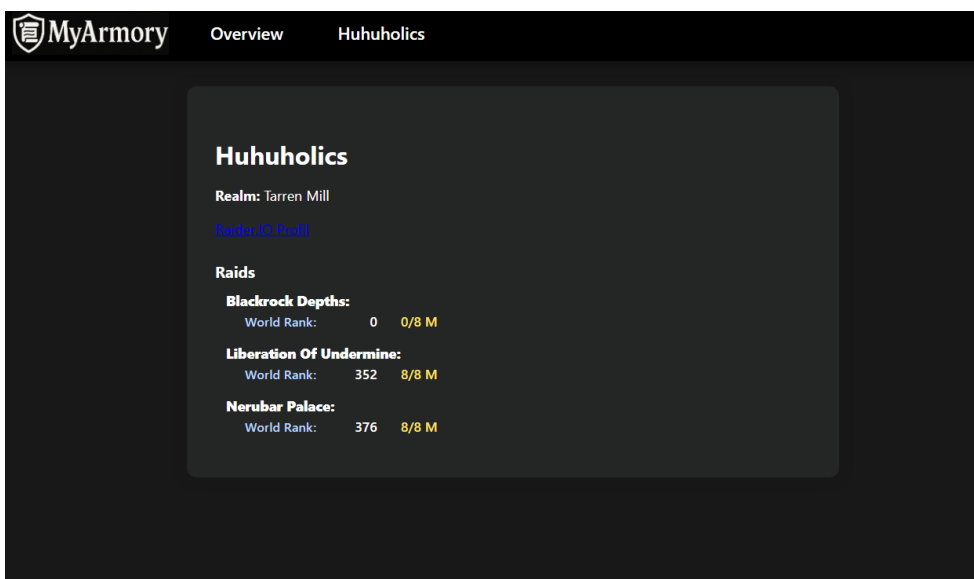 MyArmory Overview Huhuholics
Huhuholics
Realm: Tarren Mill
Raider.IO Profil
Raids
Blackrock Depths:
World Rank: 0 0/8 M
Liberation Of Undermine:
World Rank: 352 8/8 M
Nerubar Palace:
World Rank: 376 8/8 M